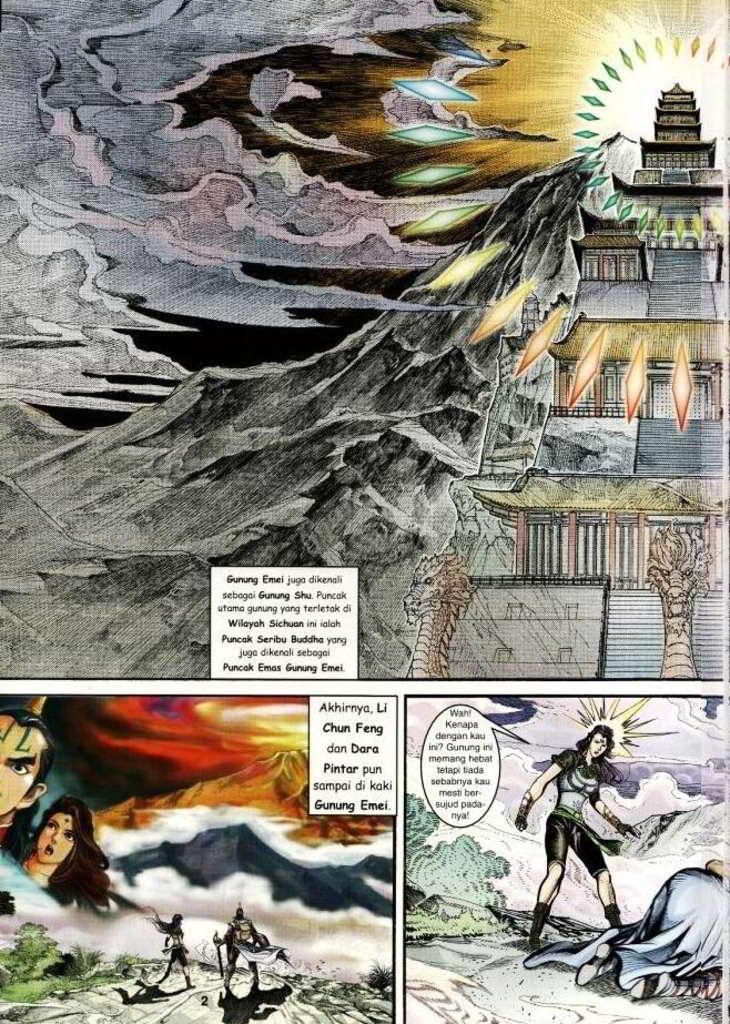 Gunung Emei juga dikenali
sebagai Gunung Shu. Puncak
utama gunung yang terletak di
Wilayah Sichuan ini ialah
Puncak Seribu Buddha yang
juga dikenali sebagai
Puncak Emas Gunung Emei.
Akhirnya, Li
Chun Feng
dan Dara
Pintar pun
sampai di kaki
Gunung Emei.
Wah!
Kenapa
dengan kau
ini? Gunung ini
memang hebat
tetapi tiada
sebabnya kau
mesti ber-
sujud pada-
nya!
2